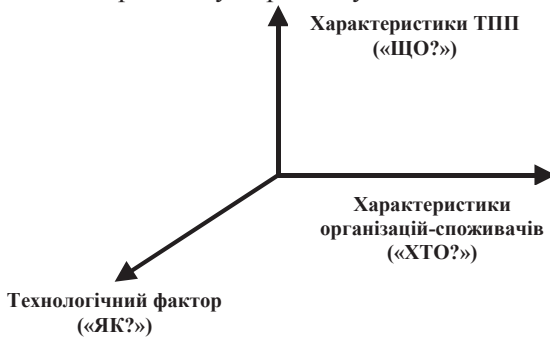 Характеристики ТПП
(«ЩО?»)
Характеристики
організацій-споживачів
(«ХТО?»)
Технологічний фактор
(«ЯК?»)